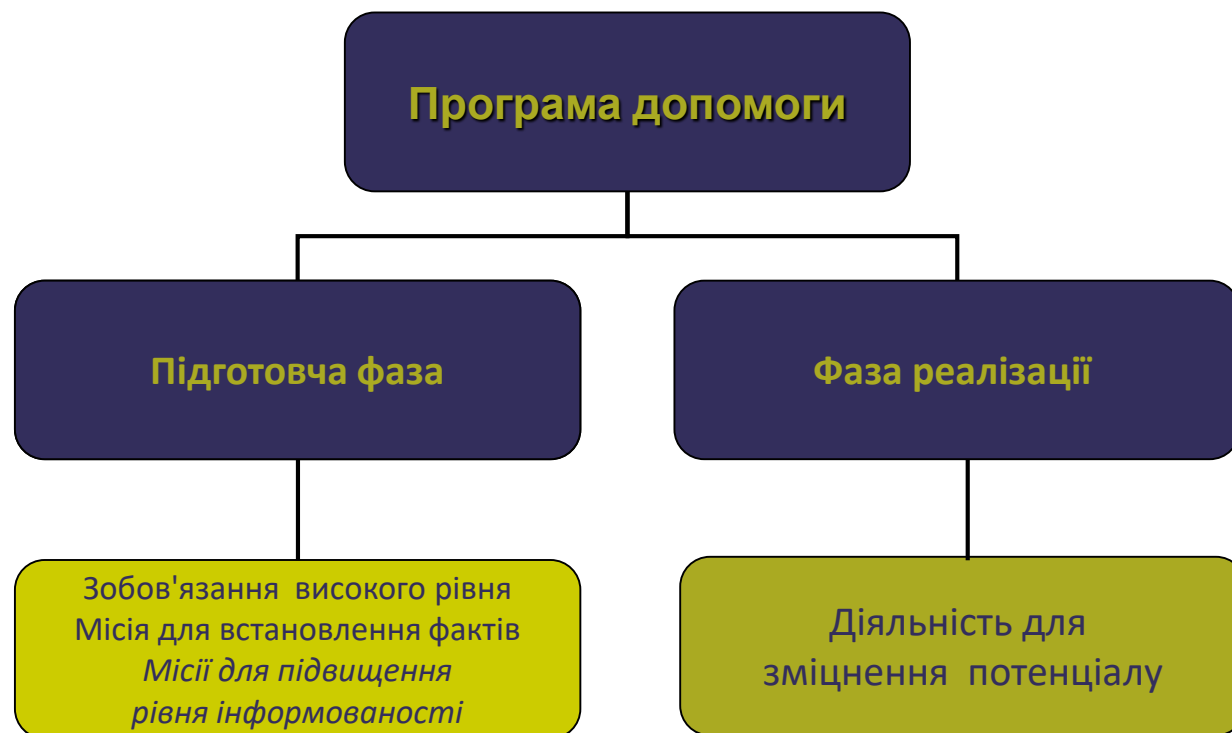 Програма допомоги
Підготовча фаза
Фаза реалізації
Зобов'язання високого рівня
Місія для встановлення фактів
Місії для підвищення
рівня інформованості
Діяльність для
зміцнення потенціалу